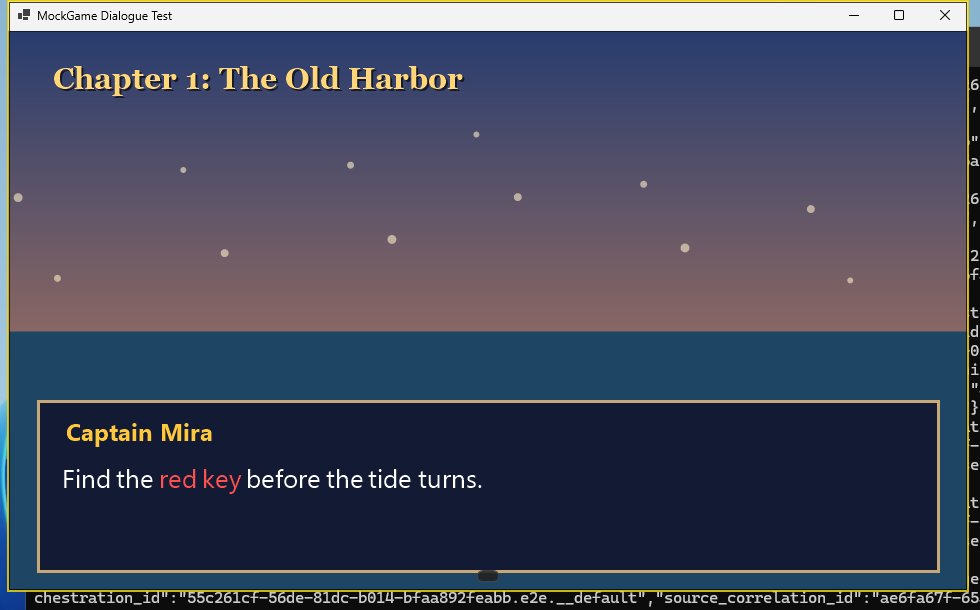 MockGame Dialogue Test
Chapter 1: The Old Harbor
Captain Mira
Find the red key before the tide turns.
chestration_id":"55c261cf-56de-81dc-b014-bfaa892feabb.e2e.__default","source_correlation_id":"ae6fa67f-6